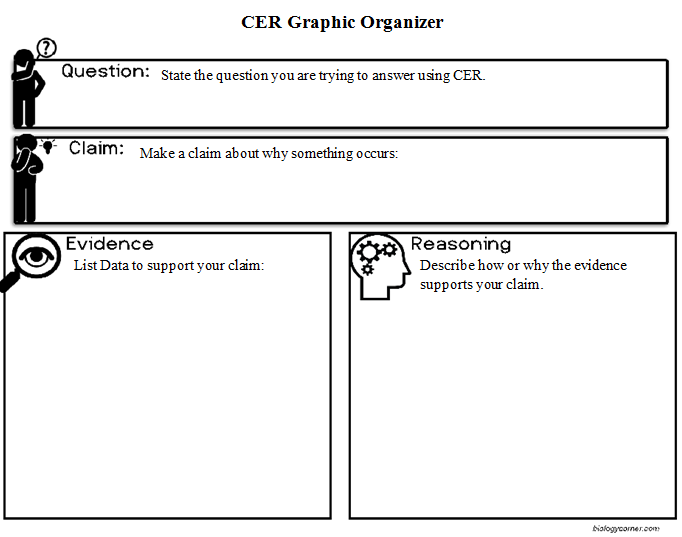 CER Graphic Organizer
?
Question: State the question you are trying to answer using CER.
Claim: Make a claim about why something occurs:
Evidence
List Data to support your claim:
Reasoning
Describe how or why the evidence
supports your claim.
biologycorner.com